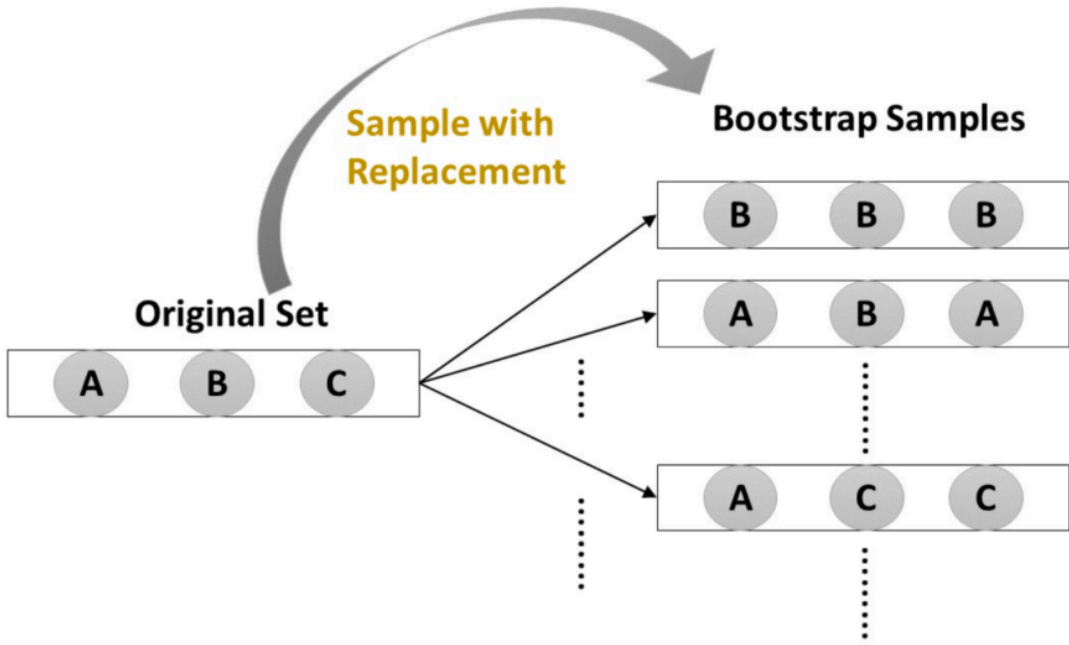 Sample with
Replacement
Bootstrap Samples
B B B
Original Set
A B A
A B C
A C C